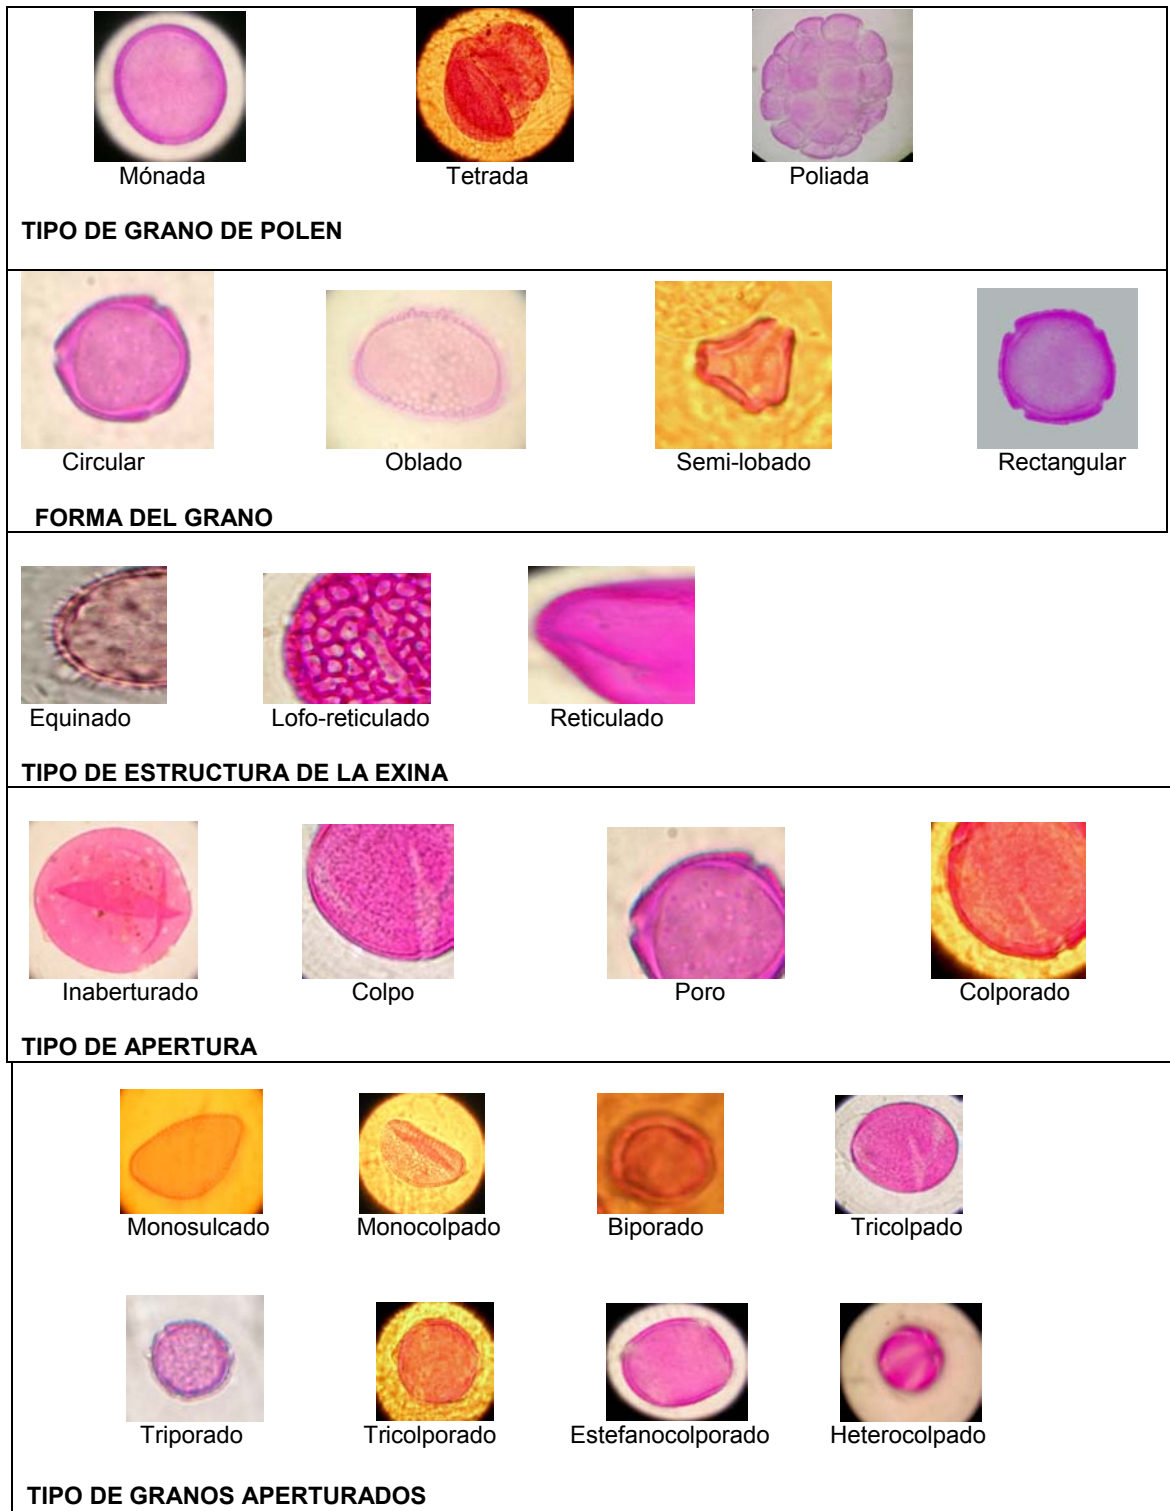 Mónada Tetrada Poliada
TIPO DE GRANO DE POLEN
Circular Oblado Semi-lobado Rectangular
FORMA DEL GRANO
Equinado Lofo-reticulado Reticulado
TIPO DE ESTRUCTURA DE LA EXINA
Inaberturado Colpo Poro Colporado
TIPO DE APERTURA
Monosulcado Monocolpado Biporado Tricolpado
Triporado Tricolporado Estefanocolporado Heterocolpado
TIPO DE GRANOS APERTURADOS